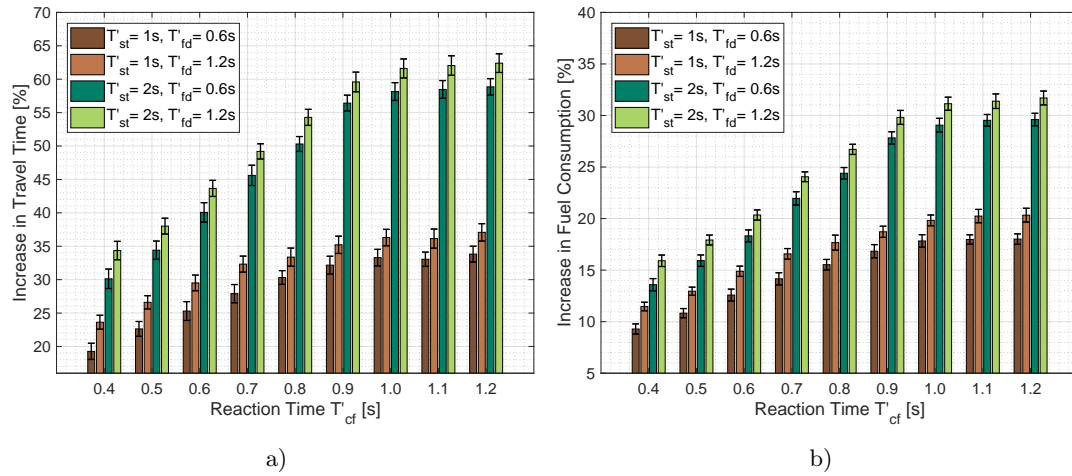 70
65
60
55
50
45
40
35
30
25
20
Increase in Travel Time [%]
T'st= 1s, T'fd= 0.6s
T'st= 1s, T'fd= 1.2s
T'st= 2s, T'fd= 0.6s
T'st= 2s, T'fd= 1.2s
0.4 0.5 0.6 0.7 0.8 0.9 1.0 1.1 1.2
Reaction Time T'cf [s]
a)
40
35
30
25
20
15
10
5
Increase in Fuel Consumption [%]
T'st= 1s, T'fd= 0.6s
T'st= 1s, T'fd= 1.2s
T'st= 2s, T'fd= 0.6s
T'st= 2s, T'fd= 1.2s
0.4 0.5 0.6 0.7 0.8 0.9 1.0 1.1 1.2
Reaction Time T'cf [s]
b)